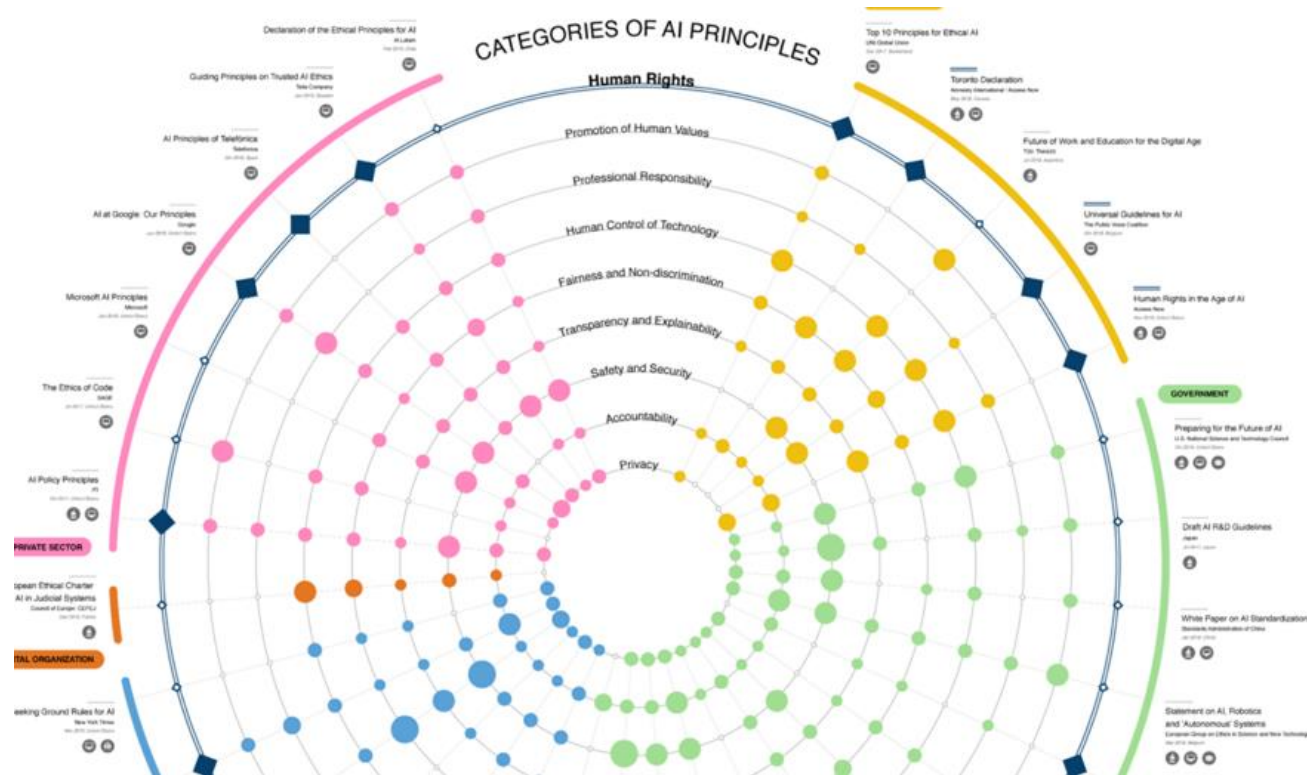 CATEGORIES OF AI PRINCIPLES
Human Rights
Promotion of Human Values
Professional Responsibility
Human Control of Technology
Fairness and Non-discrimination
Transparency and Explainability
Safety and Security
Accountability
Privacy
Declaration of the Ethical Principles for AI
IA Latam
Guiding Principles on Trusted AI Ethics
Telia Company
AI Principles of Telefónica
Telefónica
AI at Google: Our Principles
Google
Microsoft AI Principles
Microsoft
The Ethics of Code
SAGE
AI Policy Principles
ITI
PRIVATE SECTOR
opean Ethical Charter
AI in Judicial Systems
Council of Europe: CEPEJ
TAL ORGANIZATION
eeking Ground Rules for AI
New York Times
Top 10 Principles for Ethical AI
UNI Global Union
Toronto Declaration
Amnesty International | Access Now
Future of Work and Education for the Digital Age
T20: Think20
Universal Guidelines for AI
The Public Voice Coalition
Human Rights in the Age of AI
Access Now
GOVERNMENT
Preparing for the Future of AI
U.S. National Science and Technology Council
Draft AI R&D Guidelines
Japan
White Paper on AI Standardization
Standards Administration of China
Statement on AI, Robotics
and 'Autonomous' Systems
European Group on Ethics in Science and New Technolog